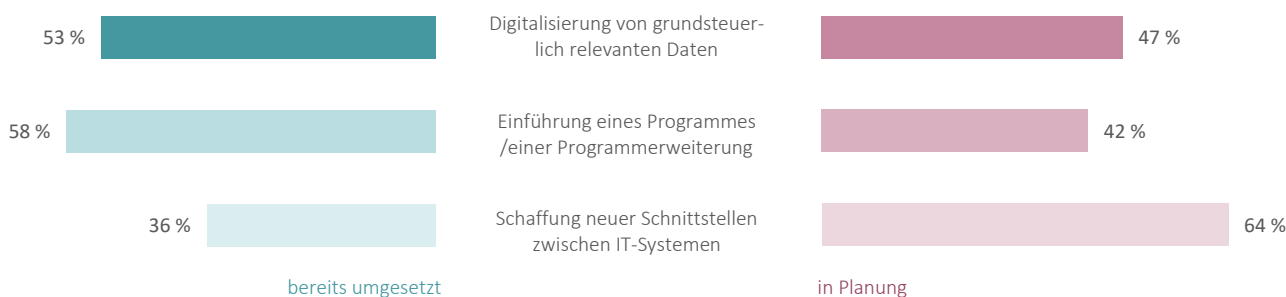 53 %
Digitalisierung von grundsteuer-
lich relevanten Daten
47 %
58 %
Einführung eines Programmes
/einer Programmerweiterung
42 %
36 %
Schaffung neuer Schnittstellen
zwischen IT-Systemen
64 %
bereits umgesetzt
in Planung